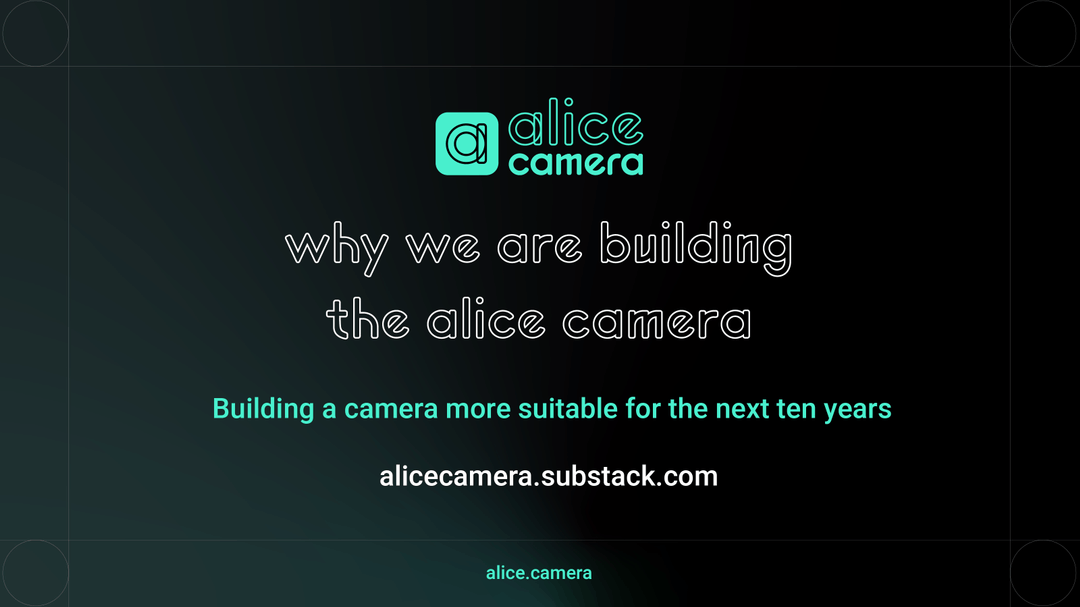 alice
camera
why we are building
the alice camera
Building a camera more suitable for the next ten years
alicecamera.substack.com
alice.camera